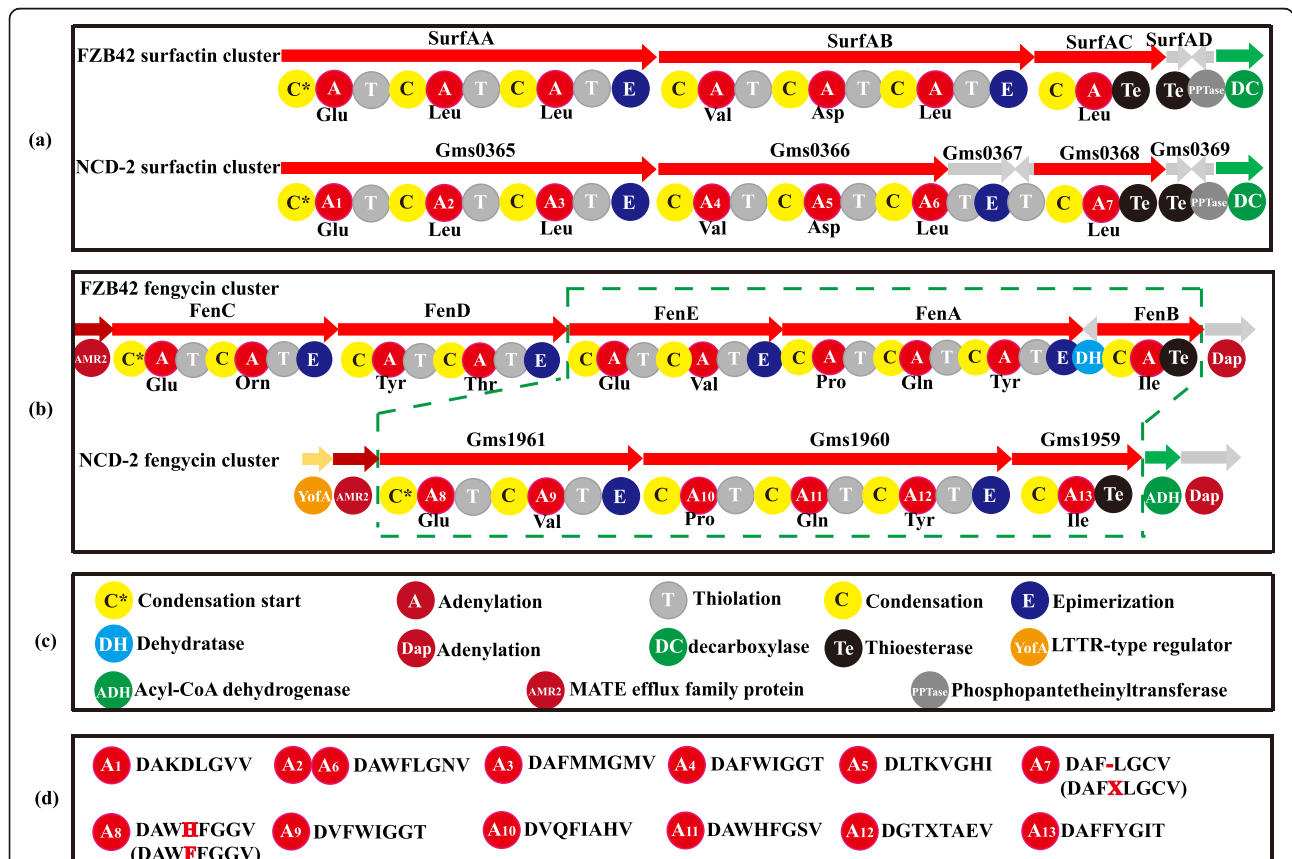 (a)
SurfAA SurfAB SurfAC SurfAD
FZB42 surfactin cluster
C* A T C A T C A T E C A T C A T C A T E C A Te Te PPTase DC
Glu Leu Leu Val Asp Leu Leu
Gms0365 Gms0366 Gms0367 Gms0368 Gms0369
NCD-2 surfactin cluster
C* A1 T C A2 T C A3 T E C A4 T C A5 T C A6 T E T C A7 Te Te PPTase DC
Glu Leu Leu Val Asp Leu Leu
(b)
FZB42 fengycin cluster
FenC FenD FenE FenA FenB
AMR2 C* A T C A T E C A T C A T E C A T C A T E C A T C A T C A T E DH C A Te Dap
Glu Orn Tyr Thr Glu Val Pro Gln Tyr Ile
Gms1961 Gms1960 Gms1959
NCD-2 fengycin cluster
YofA AMR2 C* A8 T C A9 T E C A10 T C A11 T C A12 T E C A13 Te ADH Dap
Glu Val Pro Gln Tyr Ile
(c)
C* Condensation start A Adenylation T Thiolation C Condensation E Epimerization
DH Dehydratase Dap Adenylation DC decarboxylase Te Thioesterase YofA LTTR-type regulator
ADH Acyl-CoA dehydrogenase AMR2 MATE efflux family protein PPTase Phosphopantetheinyltransferase
(d)
A1 DAKDLGVV A2 A6 DAWFLGNV A3 DAFMMGMV A4 DAFWIGGT A5 DLTKVGHI A7 DAF-LGCV
(DAFXLGCV)
A8 DAWHFGGV A9 DVFWIGGT A10 DVQFIAHV A11 DAWHFGSV A12 DGTXTAEV A13 DAFFYGIT
(DAWFFGGV)